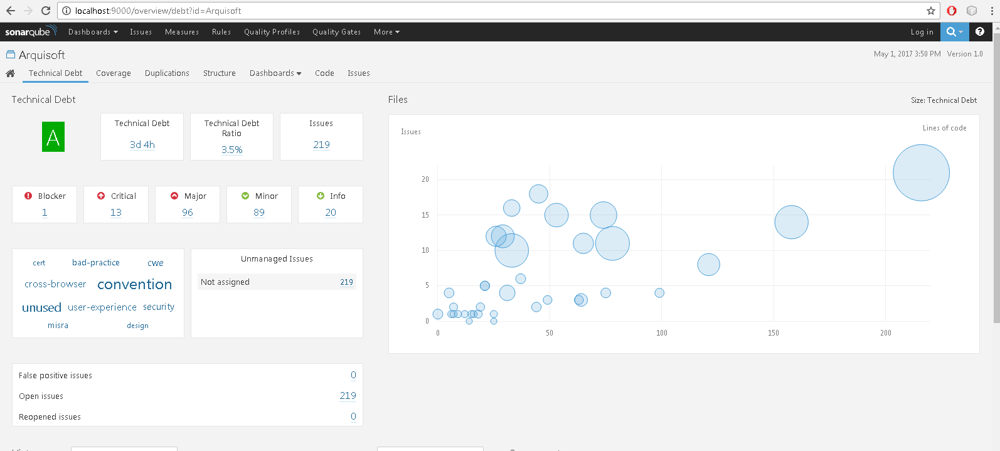 localhost:9000/overview/debt?id=Arquisoft
sonarqube Dashboards Issues Measures Rules Quality Profiles Quality Gates More Log in
Arquisoft
May 1, 2017 3:50 PM Version 1.0
Technical Debt Coverage Duplications Structure Dashboards Code Issues
Technical Debt
A
Technical Debt
3d 4h
Technical Debt
Ratio
3.5%
Issues
219
Blocker
1
Critical
13
Major
96
Minor
89
Info
20
cert bad-practice cwe
cross-browser convention
unused user-experience security
misra design
Unmanaged Issues
Not assigned 219
False positive issues 0
Open issues 219
Reopened issues 0
Files
Size: Technical Debt
Issues
Lines of code
20
15
10
5
0
0 50 100 150 200